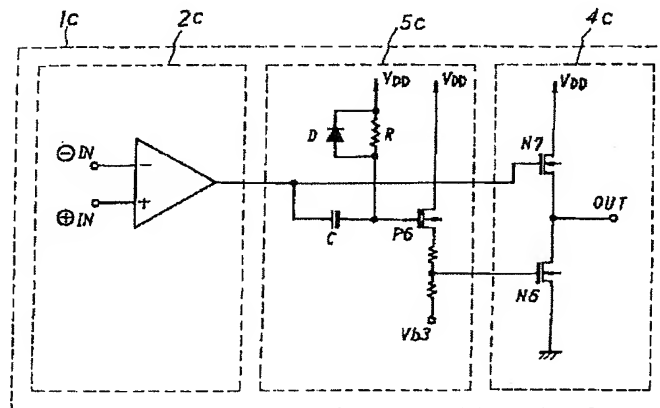 1c
2c
5c
4c
VDD
VDD
VDD
D
R
N7
⊖ IN
−
+
⊕ IN
OUT
C
P6
N6
Vb3